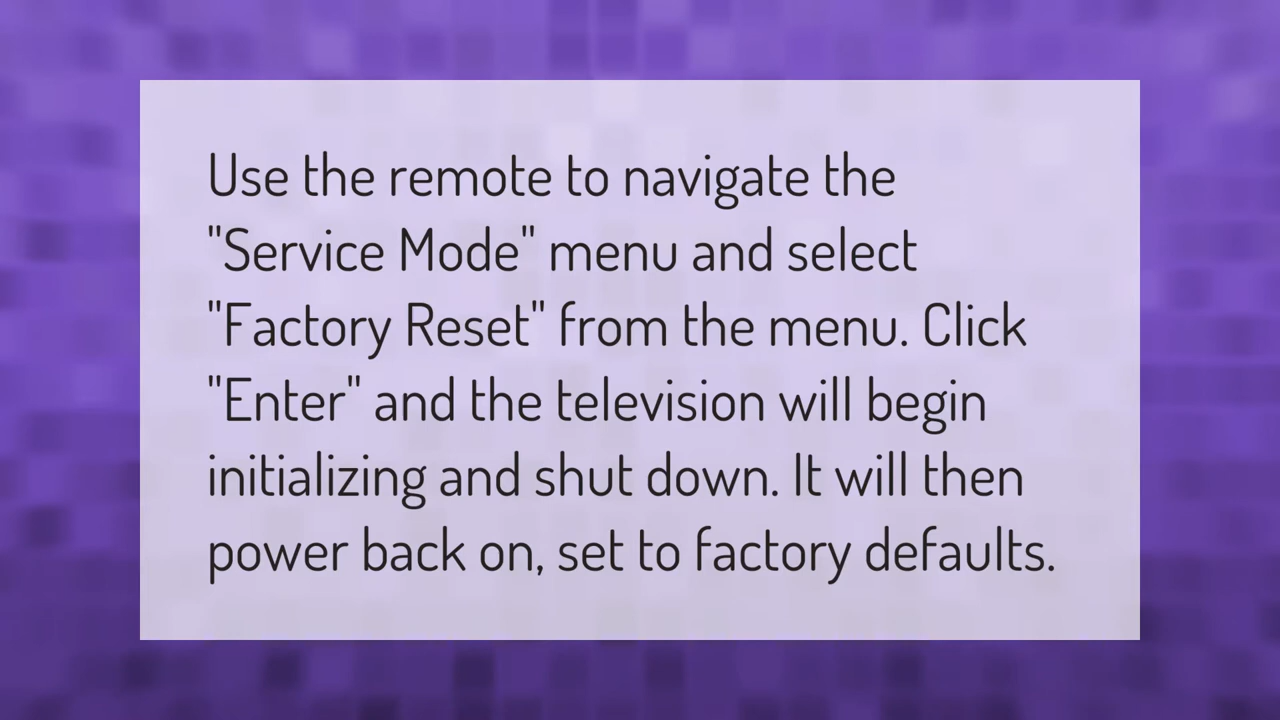 Use the remote to navigate the
"Service Mode" menu and select
"Factory Reset" from the menu. Click
"Enter" and the television will begin
initializing and shut down. It will then
power back on, set to factory defaults.